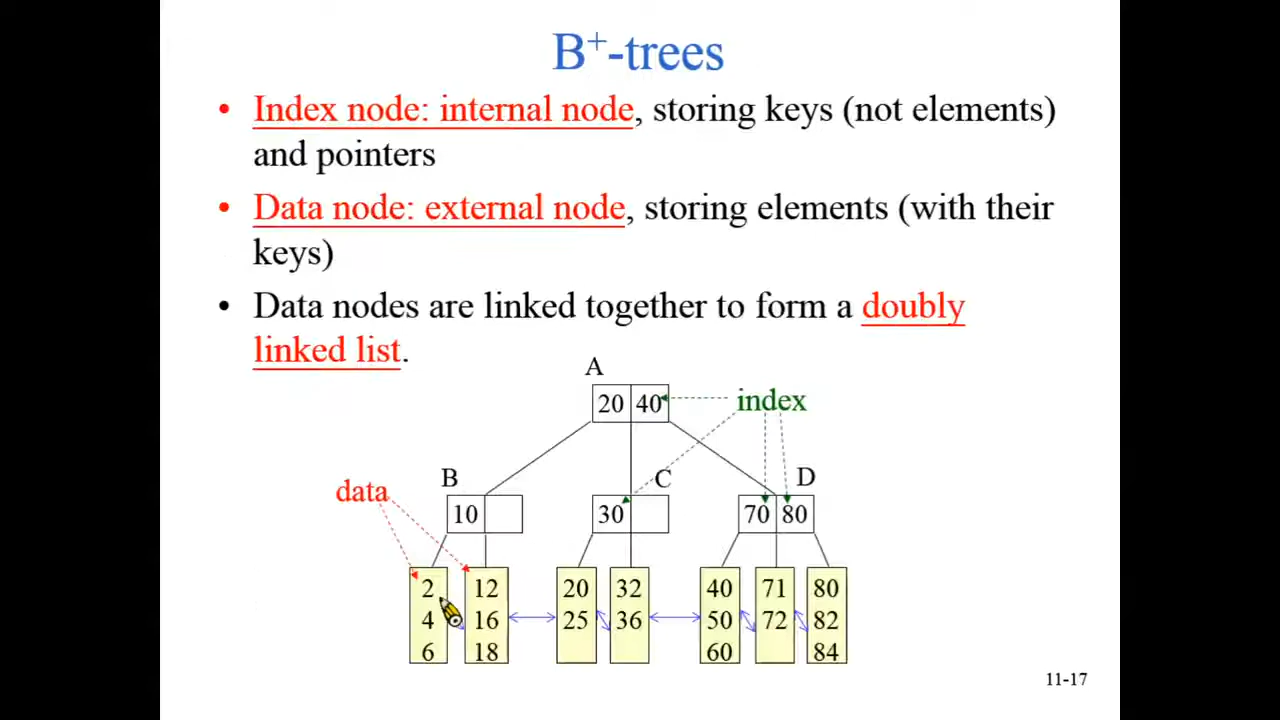 B+-trees
• Index node: internal node, storing keys (not elements)
and pointers
• Data node: external node, storing elements (with their
keys)
• Data nodes are linked together to form a doubly
linked list.
A
20 40
index
B
C
D
data
10
30
70 80
2 12 20 32 40 71 80
4 16 25 36 50 72 82
6 18 60 84
11-17